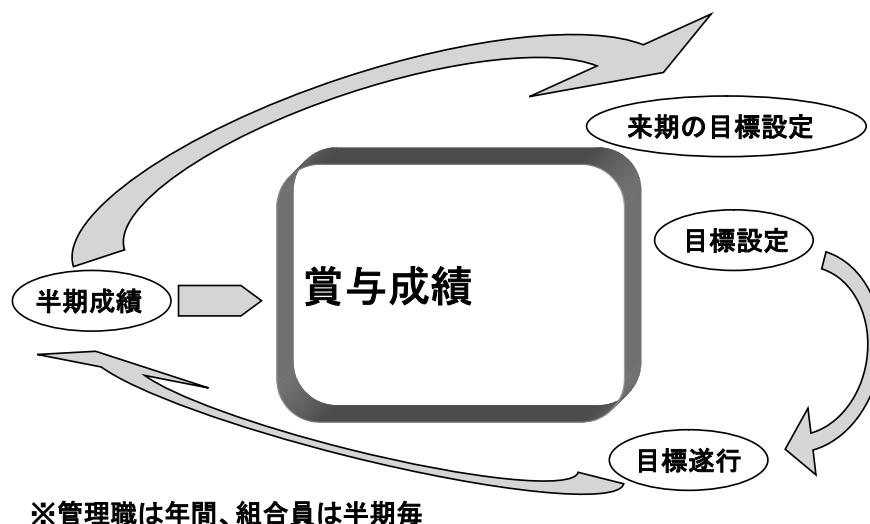 来期の目標設定
目標設定
賞与成績
半期成績
目標遂行
※管理職は年間、組合員は半期毎